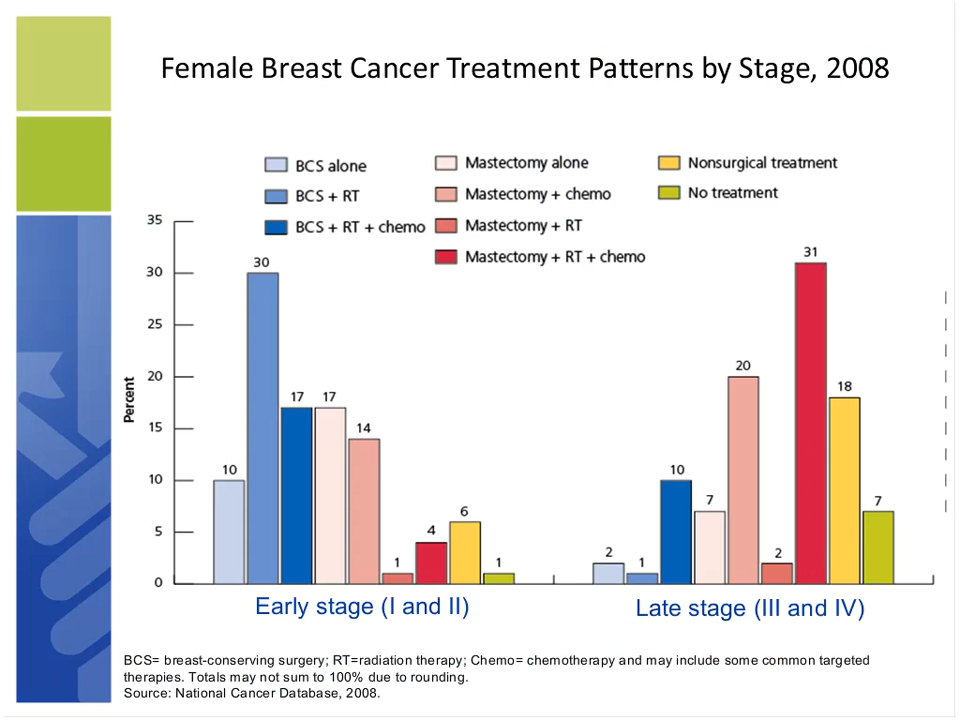 Female Breast Cancer Treatment Patterns by Stage, 2008
BCS alone
BCS + RT
BCS + RT + chemo
Mastectomy alone
Mastectomy + chemo
Mastectomy + RT
Mastectomy + RT + chemo
Nonsurgical treatment
No treatment
Percent
35
30
25
20
15
10
5
0
10
30
17
17
14
1
4
6
1
2
1
10
7
20
2
31
18
7
Early stage (I and II)
Late stage (III and IV)
BCS= breast-conserving surgery; RT=radiation therapy; Chemo= chemotherapy and may include some common targeted
therapies. Totals may not sum to 100% due to rounding.
Source: National Cancer Database, 2008.